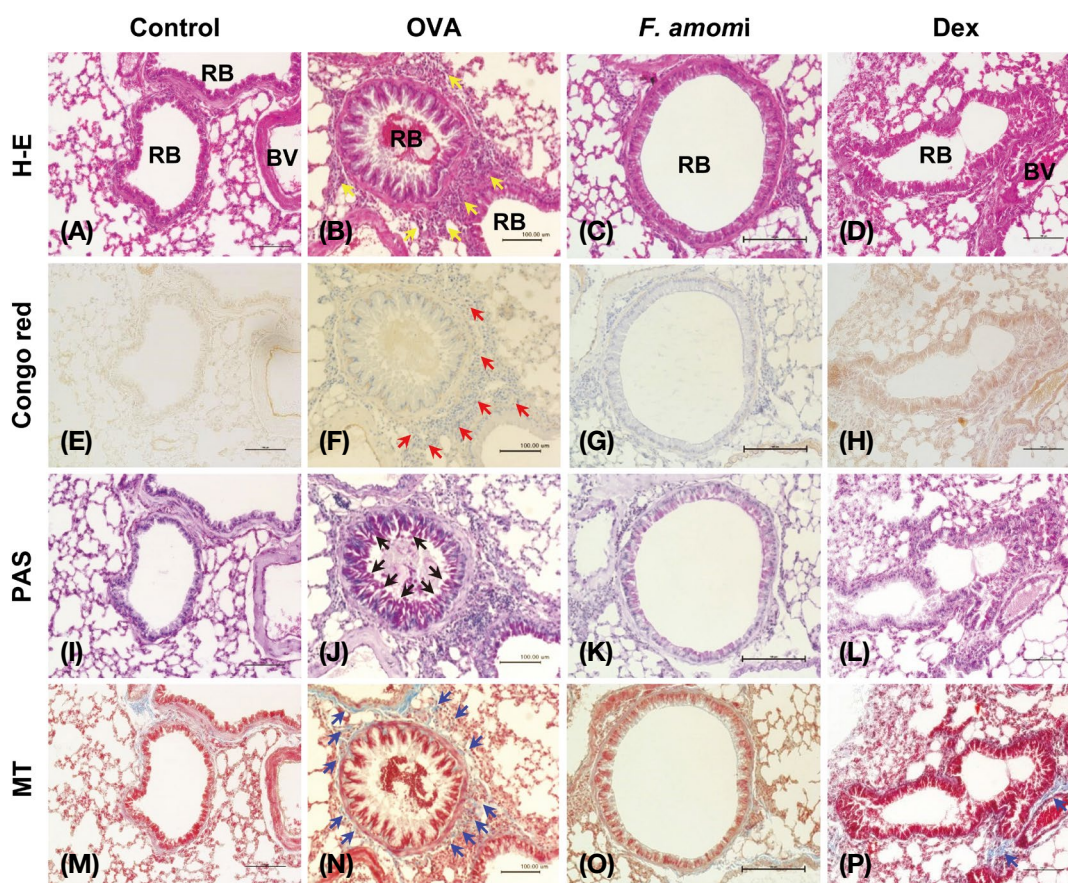 Control OVA F. amomi Dex
H-E
RB
RB
BV
(A)
RB
RB
100.00 um
(B)
RB
(C)
RB
BV
(D)
Congo red
(E)
100.00 um
(F)
(G)
(H)
PAS
(I)
100.00 um
(J)
(K)
(L)
MT
(M)
100.00 um
(N)
(O)
(P)